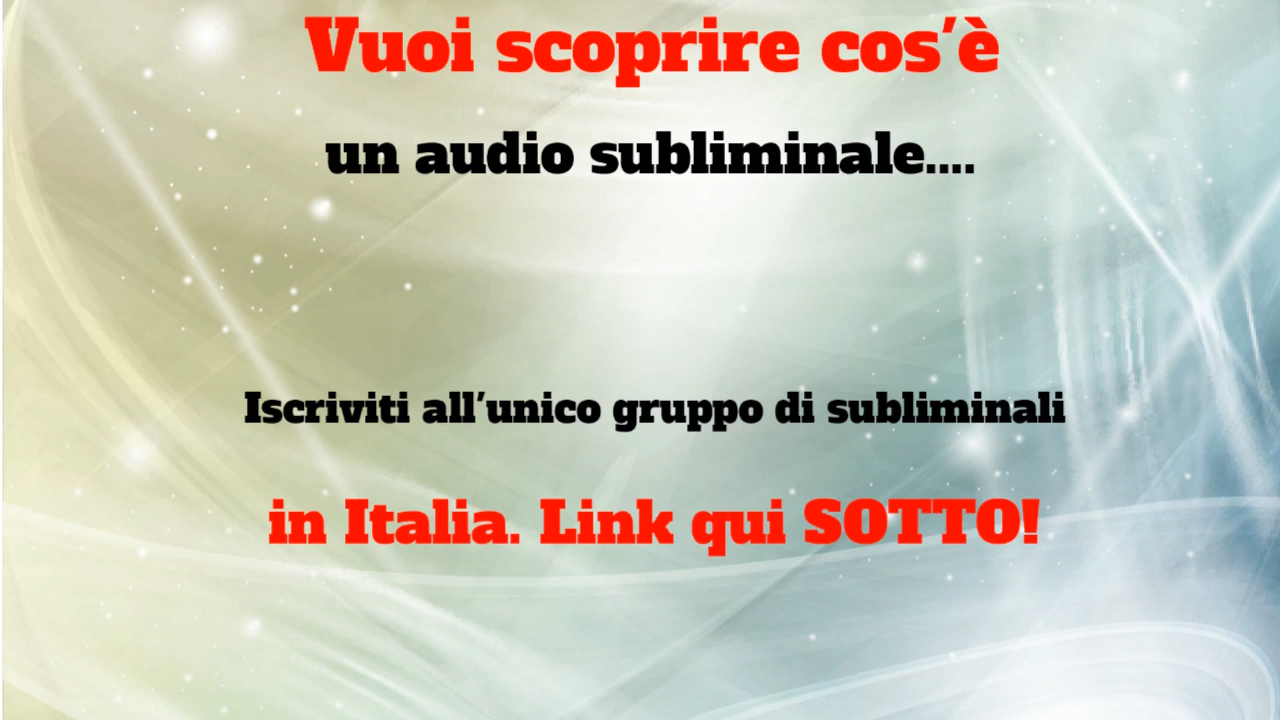 Vuoi scoprire cos’è
un audio subliminale....
Iscriviti all’unico gruppo di subliminali
in Italia. Link qui SOTTO!